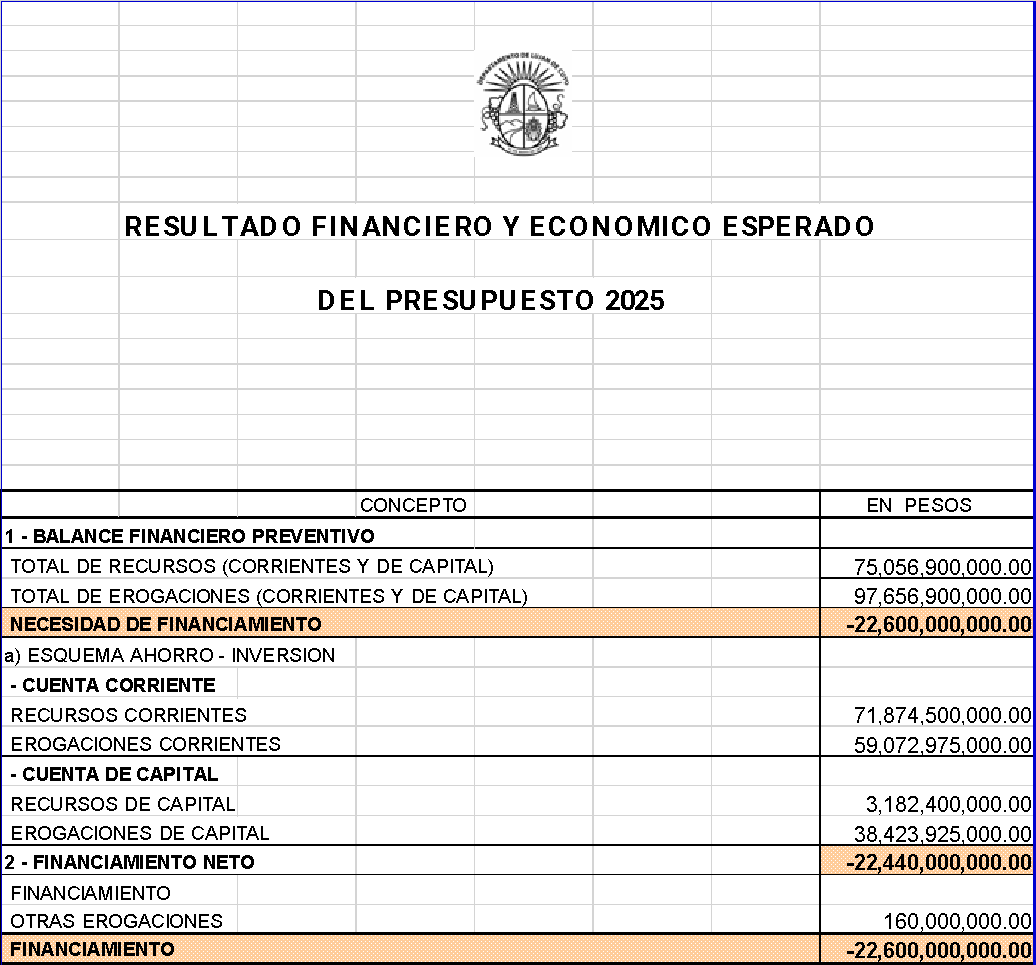 DEPARTAMENTO DE LUJAN DE CUYO
RESULTADO FINANCIERO Y ECONOMICO ESPERADO
DEL PRESUPUESTO 2025
CONCEPTO EN PESOS
1 - BALANCE FINANCIERO PREVENTIVO
TOTAL DE RECURSOS (CORRIENTES Y DE CAPITAL) 75,056,900,000.00
TOTAL DE EROGACIONES (CORRIENTES Y DE CAPITAL) 97,656,900,000.00
NECESIDAD DE FINANCIAMIENTO -22,600,000,000.00
a) ESQUEMA AHORRO - INVERSION
- CUENTA CORRIENTE
RECURSOS CORRIENTES 71,874,500,000.00
EROGACIONES CORRIENTES 59,072,975,000.00
- CUENTA DE CAPITAL
RECURSOS DE CAPITAL 3,182,400,000.00
EROGACIONES DE CAPITAL 38,423,925,000.00
2 - FINANCIAMIENTO NETO -22,440,000,000.00
FINANCIAMIENTO
OTRAS EROGACIONES 160,000,000.00
FINANCIAMIENTO -22,600,000,000.00